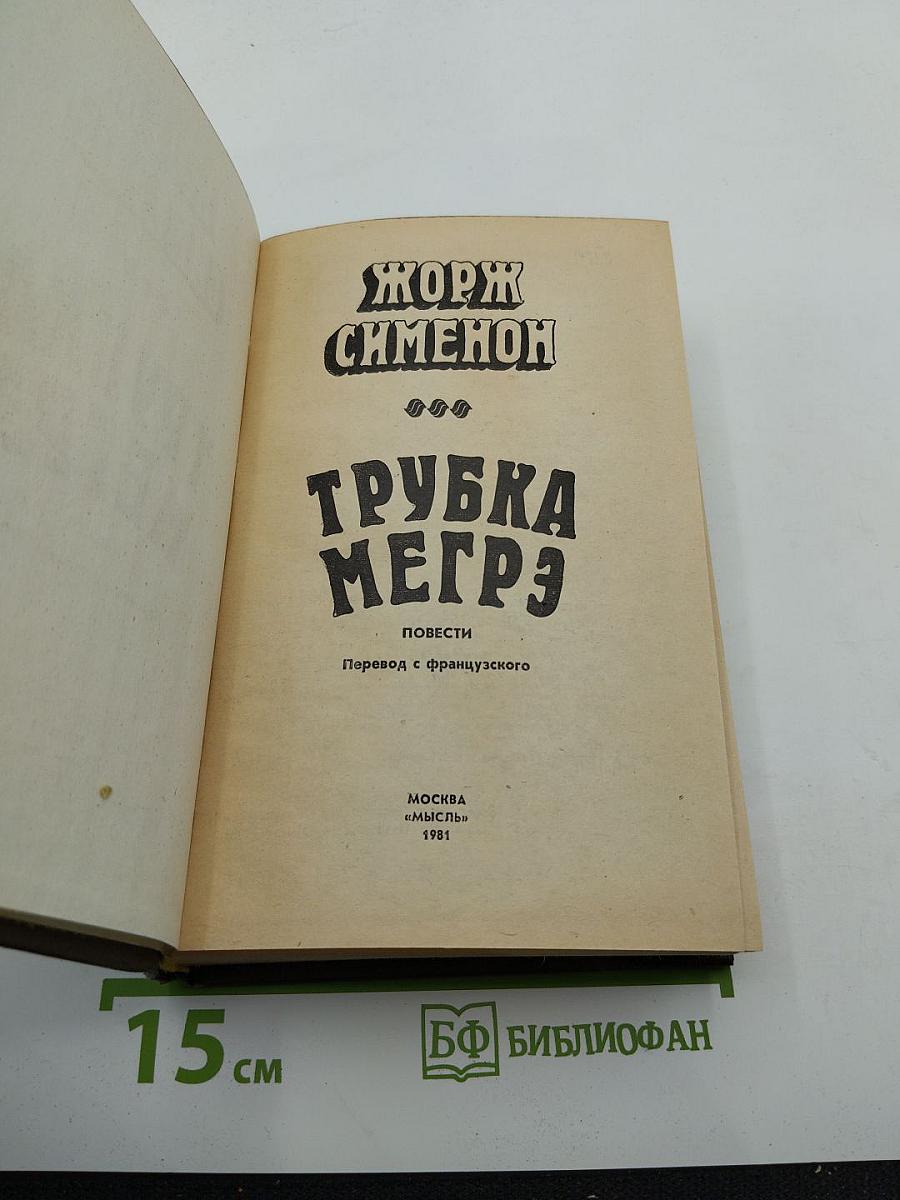 ЖОРЖ
СИМЕНОН
ТРУБКА
МЕГРЭ
ПОВЕСТИ
Перевод с французского
МОСКВА
«МЫСЛЬ»
1981
15 см
БФ БИБЛИОФАН